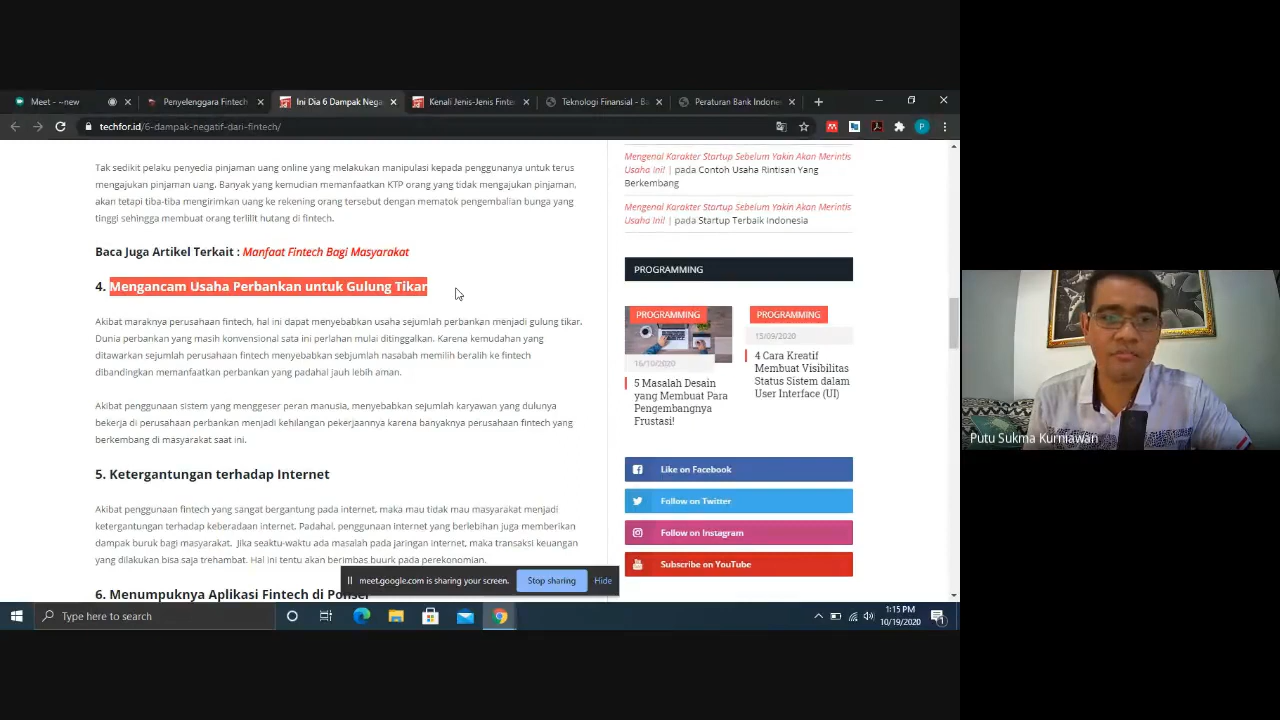 Meet - ~new
Penyelenggara Fintech
Ini Dia 6 Dampak Nega
Kenali Jenis-Jenis Finte
Teknologi Finansial - Ba
Peraturan Bank Indone
techfor.id/6-dampak-negatif-dari-fintech/
P
Tak sedikit pelaku penyedia pinjaman uang online yang melakukan manipulasi kepada penggunanya untuk terus
mengajukan pinjaman uang. Banyak yang kemudian memanfaatkan KTP orang yang tidak mengajukan pinjaman,
akan tetapi tiba-tiba mengirimkan uang ke rekening orang tersebut dengan mematok pengembalian bunga yang
tinggi sehingga membuat orang terlilit hutang di fintech.
Baca Juga Artikel Terkait : Manfaat Fintech Bagi Masyarakat
4. Mengancam Usaha Perbankan untuk Gulung Tikar
Akibat maraknya perusahaan fintech, hal ini dapat menyebabkan usaha sejumlah perbankan menjadi gulung tikar.
Dunia perbankan yang masih konvensional sata ini perlahan mulai ditinggalkan. Karena kemudahan yang
ditawarkan sejumlah perusahaan fintech menyebabkan sebjumlah nasabah memilih beralih ke fintech
dibandingkan memanfaatkan perbankan yang padahal jauh lebih aman.
Akibat penggunaan sistem yang menggeser peran manusia, menyebabkan sejumlah karyawan yang dulunya
bekerja di perusahaan perbankan menjadi kehilangan pekerjaannya karena banyaknya perusahaan fintech yang
berkembang di masyarakat saat ini.
5. Ketergantungan terhadap Internet
Akibat penggunaan fintech yang sangat bergantung pada internet, maka mau tidak mau masyarakat menjadi
ketergantungan terhadap keberadaan internet. Padahal, penggunaan internet yang berlebihan juga memberikan
dampak buruk bagi masyarakat. Jika seaktu-waktu ada masalah pada jaringan internet, maka transaksi keuangan
yang dilakukan bisa saja trehambat. Hal ini tentu akan berimbas buurk pada perekonomian.
6. Menumpuknya Aplikasi Fintech di Ponsel
Mengenal Karakter Startup Sebelum Yakin Akan Merintis
Usaha Ini! | pada Contoh Usaha Rintisan Yang
Berkembang
Mengenal Karakter Startup Sebelum Yakin Akan Merintis
Usaha Ini! | pada Startup Terbaik Indonesia
PROGRAMMING
PROGRAMMING
16/10/2020
5 Masalah Desain
yang Membuat Para
Pengembangnya
Frustasi!
PROGRAMMING
15/09/2020
4 Cara Kreatif
Membuat Visibilitas
Status Sistem dalam
User Interface (UI)
Like on Facebook
Follow on Twitter
Follow on Instagram
Subscribe on YouTube
meet.google.com is sharing your screen.
Stop sharing
Hide
Type here to search
1:15 PM
10/19/2020
1
Putu Sukma Kurniawan